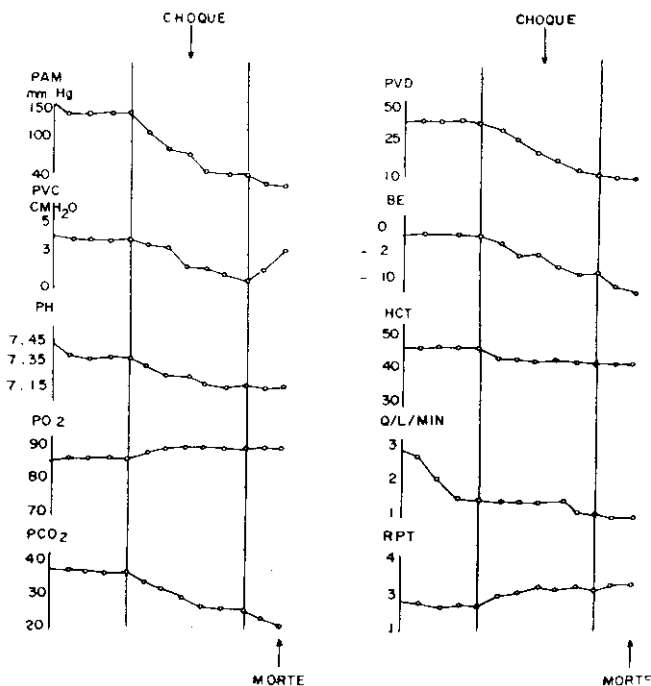 CHOQUE
PAM
mm Hg
150
100
40
PVC
CMH2O
5
3
0
PH
7.45
7.35
7.15
PO2
90
80
70
PCO2
40
30
20
MORTE
CHOQUE
PVD
50
25
10
BE
0
- 2
- 10
HCT
50
40
30
Q/L/MIN
3
2
1
RPT
4
3
1
MORTE